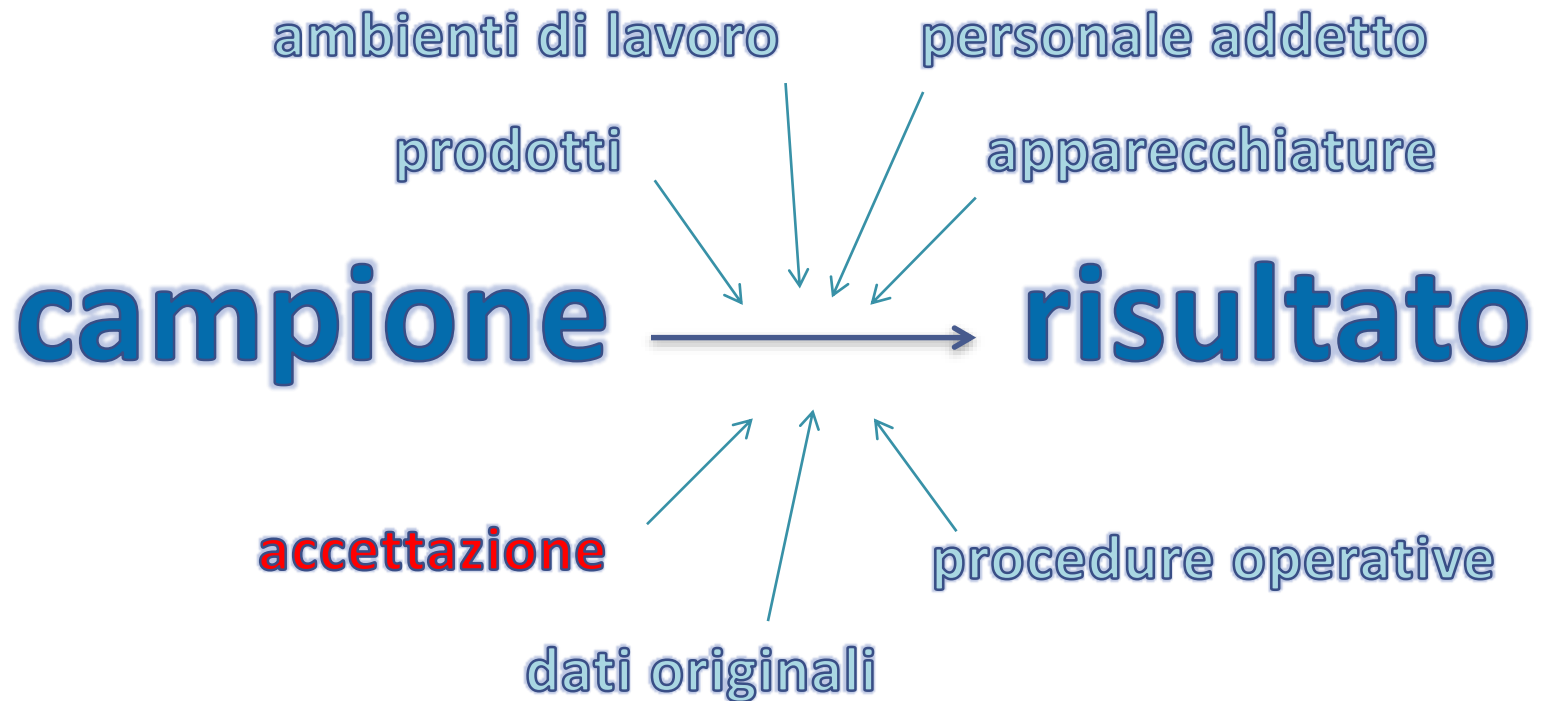 ambienti di lavoro
personale addetto
prodotti
apparecchiature
campione
risultato
accettazione
procedure operative
dati originali